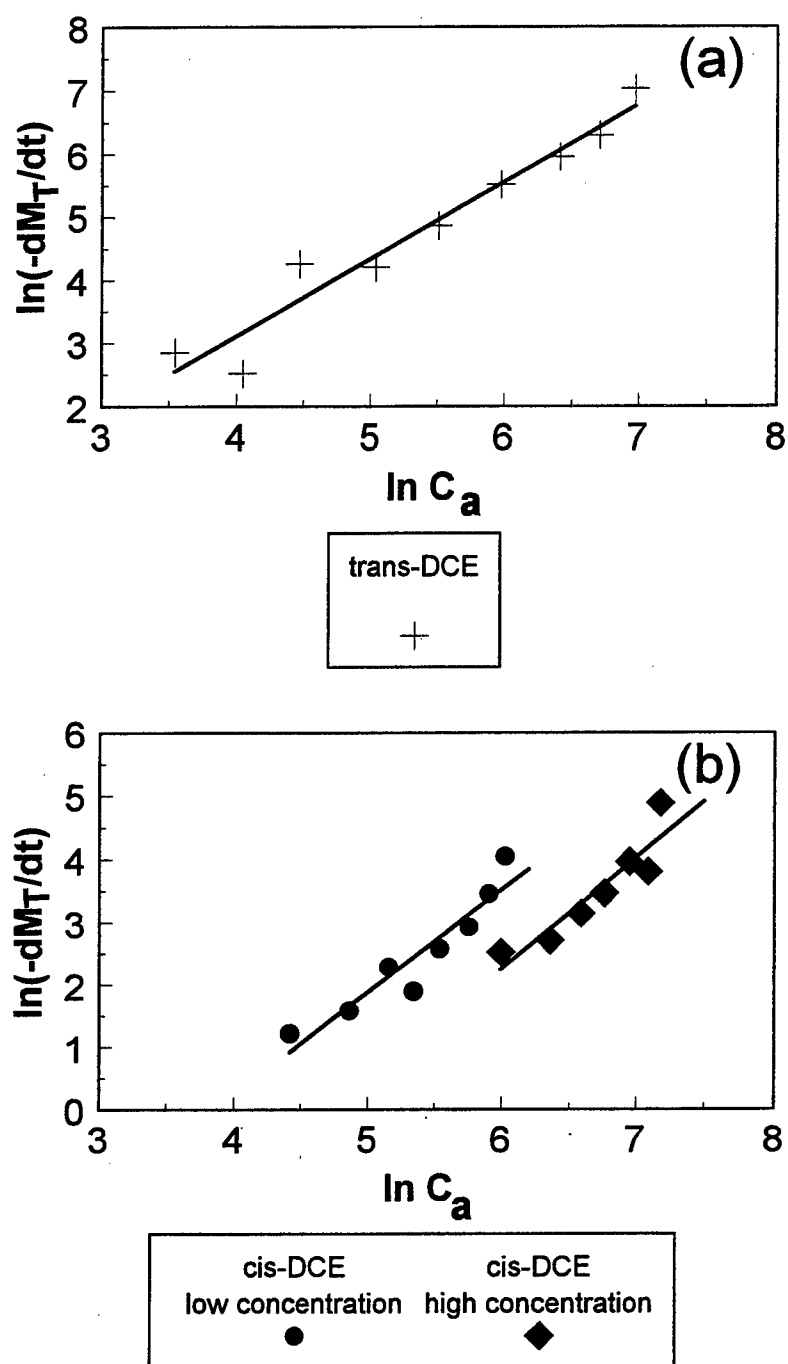 (a)
8
7
6
5
4
3
2
ln(-dM_T/dt)
3 4 5 6 7 8
ln C_a
trans-DCE
(b)
6
5
4
3
2
1
0
ln(-dM_T/dt)
3 4 5 6 7 8
ln C_a
cis-DCE cis-DCE
low concentration high concentration